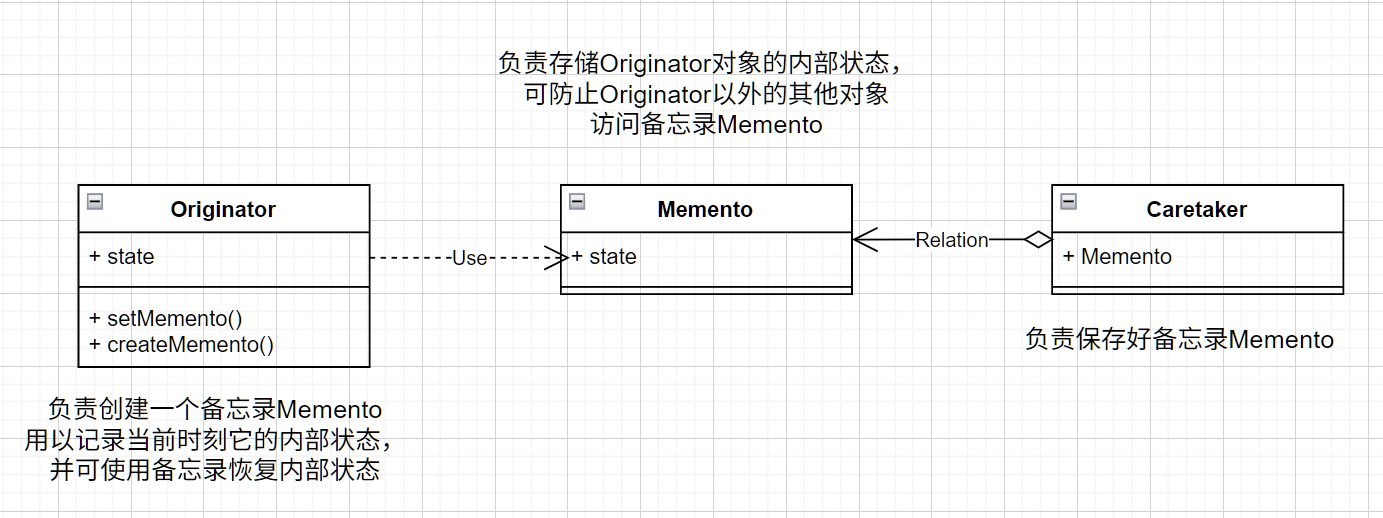 负责存储Originator对象的内部状态，
可防止Originator以外的其他对象
访问备忘录Memento
Originator
+ state
+ setMemento()
+ createMemento()
Use
Memento
+ state
Relation
Caretaker
+ Memento
负责保存好备忘录Memento
负责创建一个备忘录Memento
用以记录当前时刻它的内部状态，
并可使用备忘录恢复内部状态